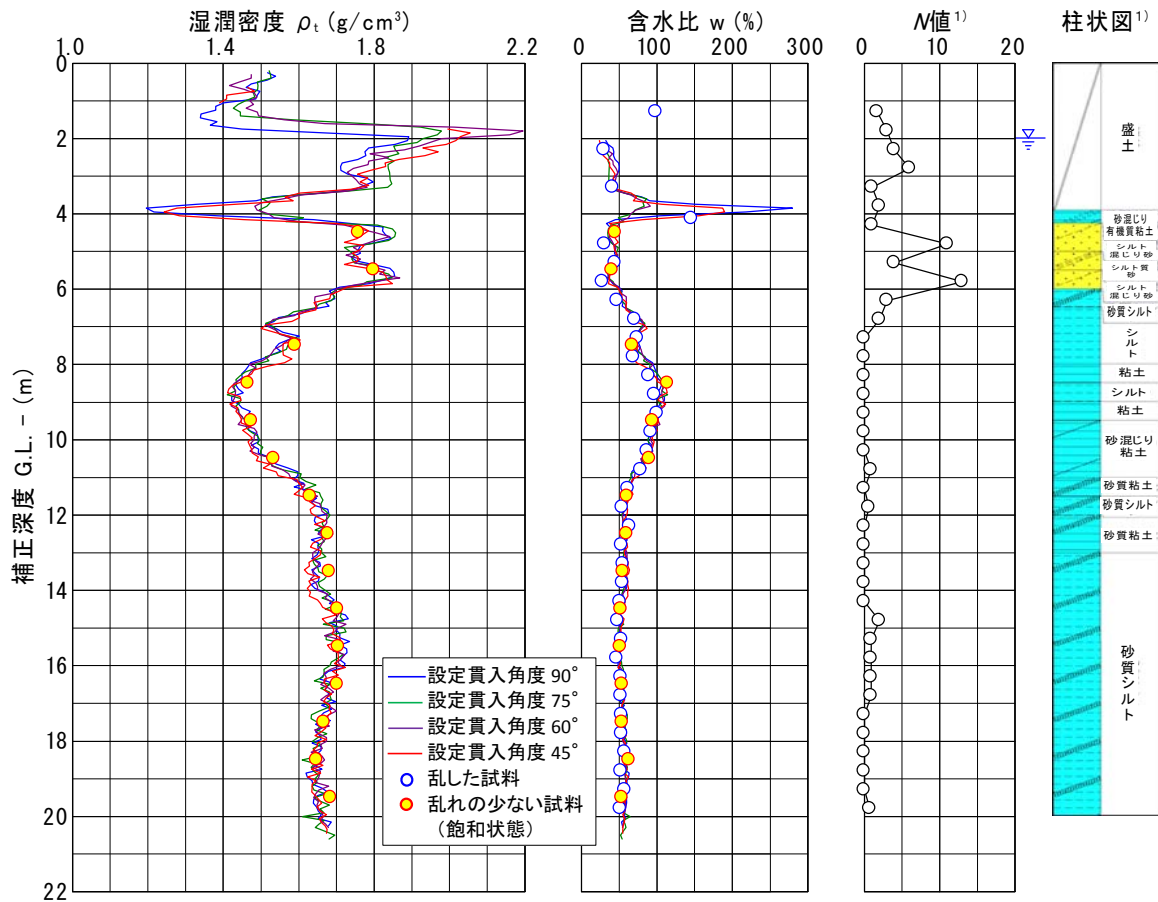 湿潤密度 ρt (g/cm³)
含水比 w (%)
N値¹⁾
柱状図¹⁾
1.0 1.4 1.8 2.2
0 100 300
0 10 20
補正深度 G.L. - (m)
0
2
4
6
8
10
12
14
16
18
20
22
設定貫入角度 90°
設定貫入角度 75°
設定貫入角度 60°
設定貫入角度 45°
乱した試料
乱れの少ない試料
(飽和状態)
盛土
砂混じり
有機質粘土
シルト
混じり砂
シルト質
砂
シルト
混じり砂
砂質シルト
シルト
粘土
シルト
粘土
砂混じり
粘土
砂質粘土
砂質シルト
砂質粘土
砂質シルト